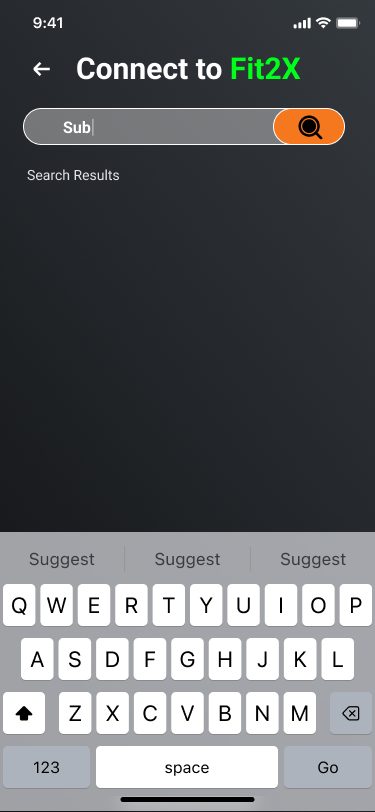 9:41
Connect to Fit2X
Sub
Search Results
Suggest Suggest Suggest
Q W E R T Y U I O P
A S D F G H J K L
Z X C V B N M
123 space Go